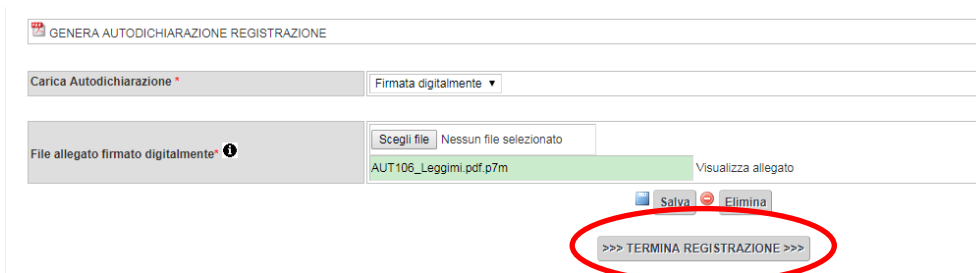 GENERA AUTODICHIARAZIONE REGISTRAZIONE
Carica Autodichiarazione * Firmata digitalmente
Scegli file Nessun file selezionato
File allegato firmato digitalmente*
AUT106_Leggimi.pdf.p7m Visualizza allegato
Salva Elimina
>>> TERMINA REGISTRAZIONE >>>